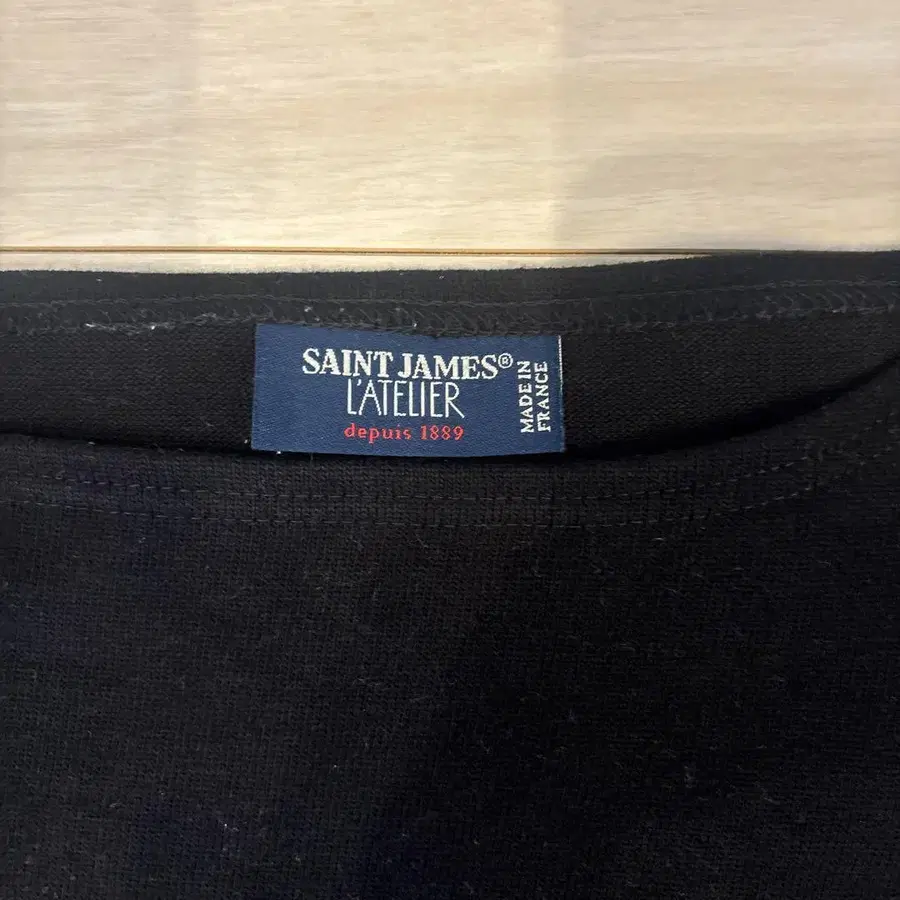 SAINT JAMES®
L'ATELIER
depuis 1889
MADE IN
FRANCE